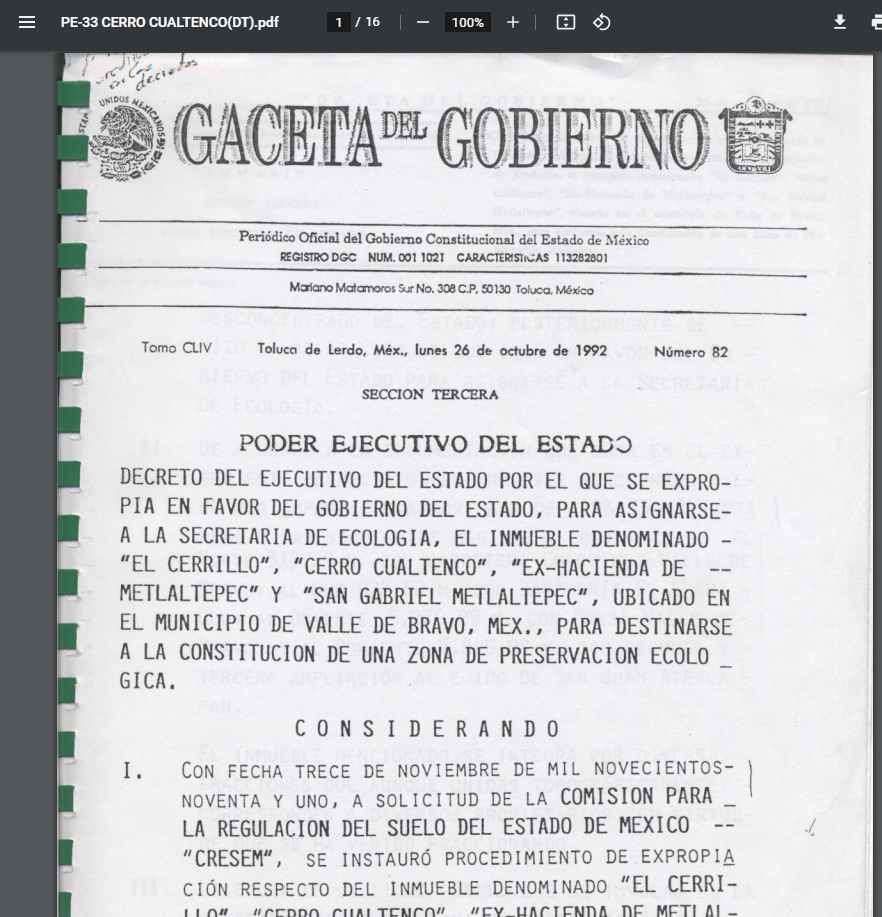 PE-33 CERRO CUALTENCO(DT).pdf
1 / 16
100%
en los
decretos
UNIDOS MEXICANOS
GACETA DEL GOBIERNO
Periódico Oficial del Gobierno Constitucional del Estado de México
REGISTRO DGC NUM. 001 1021 CARACTERISTICAS 113282801
Mariano Matamoros Sur No. 308 C.P. 50130 Toluca, México
Tomo CLIV Toluca de Lerdo, Méx., lunes 26 de octubre de 1992 Número 82
SECCION TERCERA
PODER EJECUTIVO DEL ESTADO
DECRETO DEL EJECUTIVO DEL ESTADO POR EL QUE SE EXPRO-
PIA EN FAVOR DEL GOBIERNO DEL ESTADO, PARA ASIGNARSE-
A LA SECRETARIA DE ECOLOGIA, EL INMUEBLE DENOMINADO -
"EL CERRILLO", "CERRO CUALTENCO", "EX-HACIENDA DE --
METLALTEPEC" Y "SAN GABRIEL METLALTEPEC", UBICADO EN
EL MUNICIPIO DE VALLE DE BRAVO, MEX., PARA DESTINARSE
A LA CONSTITUCION DE UNA ZONA DE PRESERVACION ECOLO _
GICA.
C O N S I D E R A N D O
I. CON FECHA TRECE DE NOVIEMBRE DE MIL NOVECIENTOS-
NOVENTA Y UNO, A SOLICITUD DE LA COMISION PARA _
LA REGULACION DEL SUELO DEL ESTADO DE MEXICO --
"CRESEM", SE INSTAURÓ PROCEDIMIENTO DE EXPROPIA
CIÓN RESPECTO DEL INMUEBLE DENOMINADO "EL CERRI-
LLO", "CERRO CUALTENCO", "EX-HACIENDA DE METLAL-